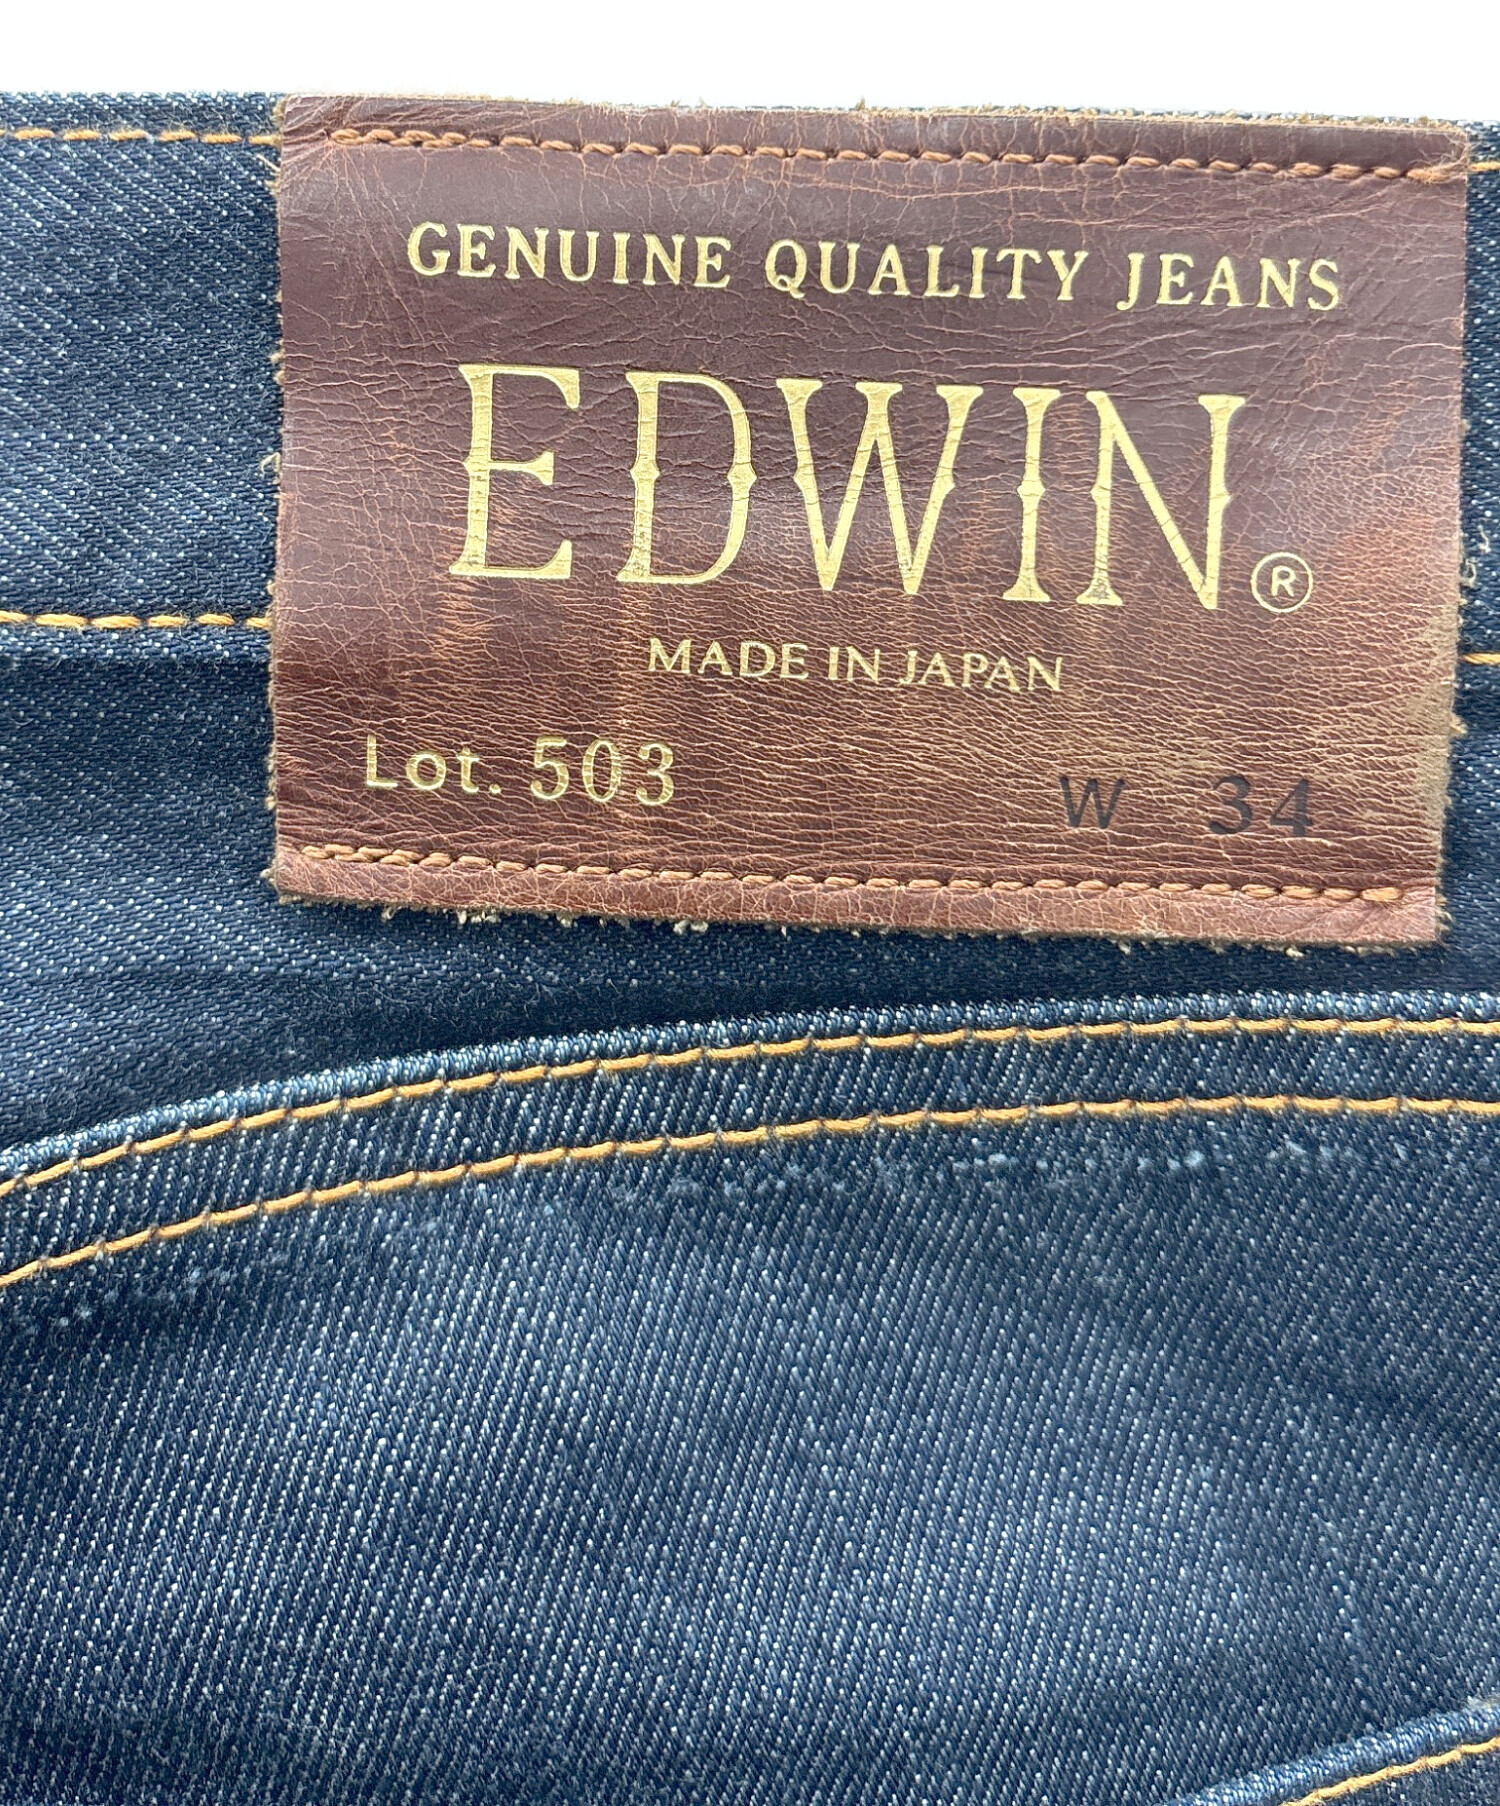 GENUINE QUALITY JEANS
EDWIN®
MADE IN JAPAN
Lot. 503 W 34